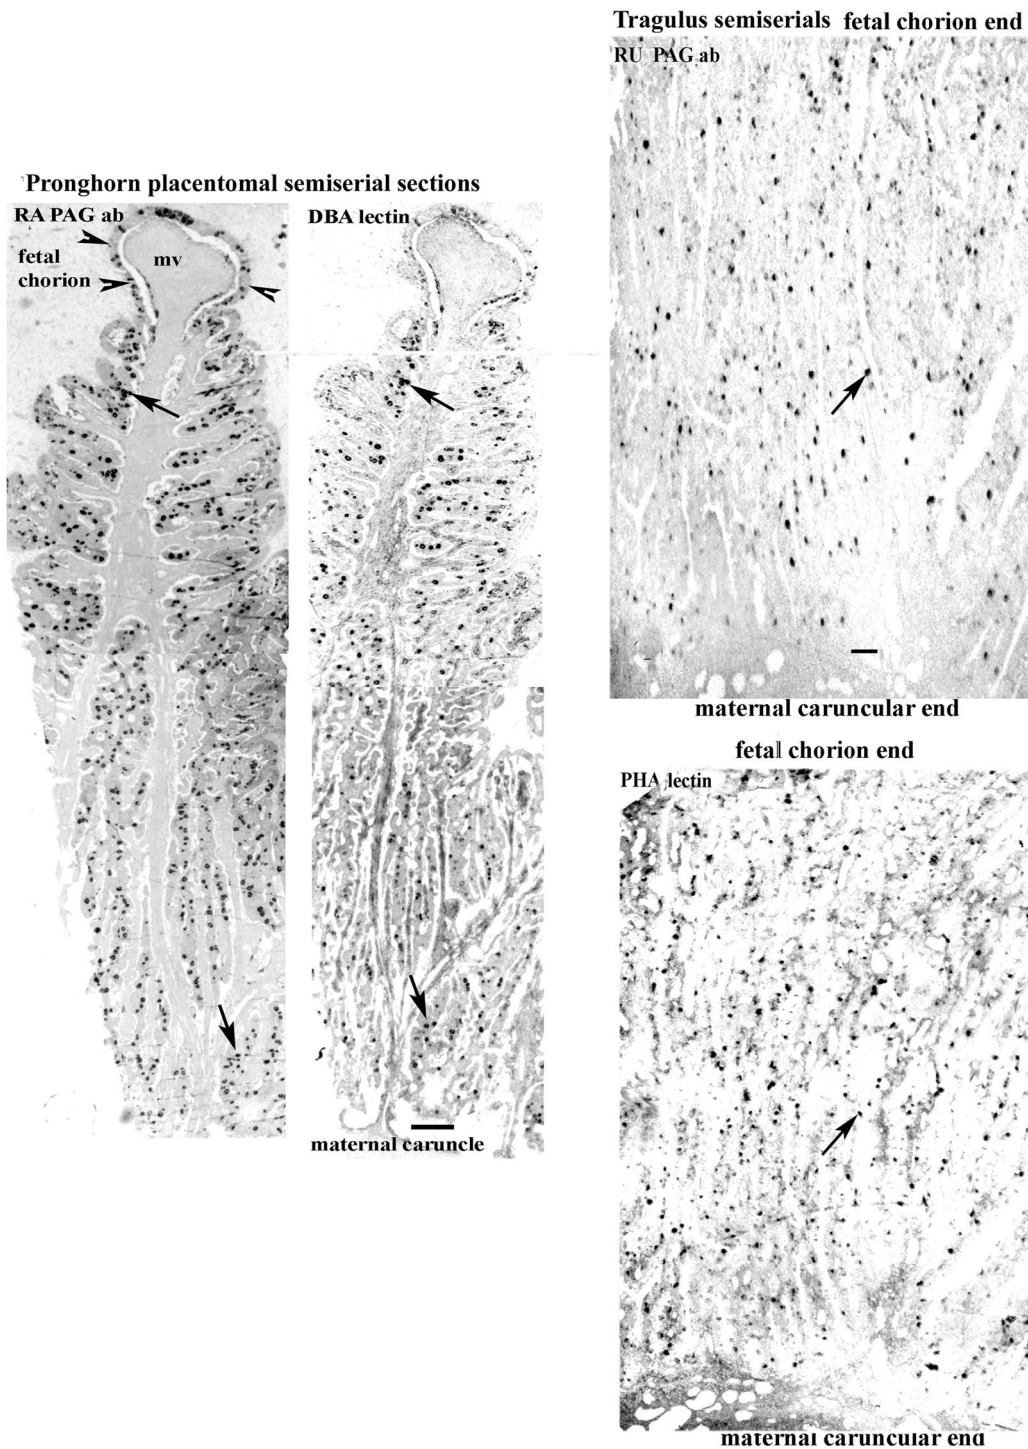 Tragulus semiserials fetal chorion end
RU PAG ab
Pronghorn placentomal semiserial sections
RA PAG ab
DBA lectin
fetal
chorion
mv
maternal caruncle
maternal caruncular end
fetal chorion end
PHA lectin
maternal caruncular end